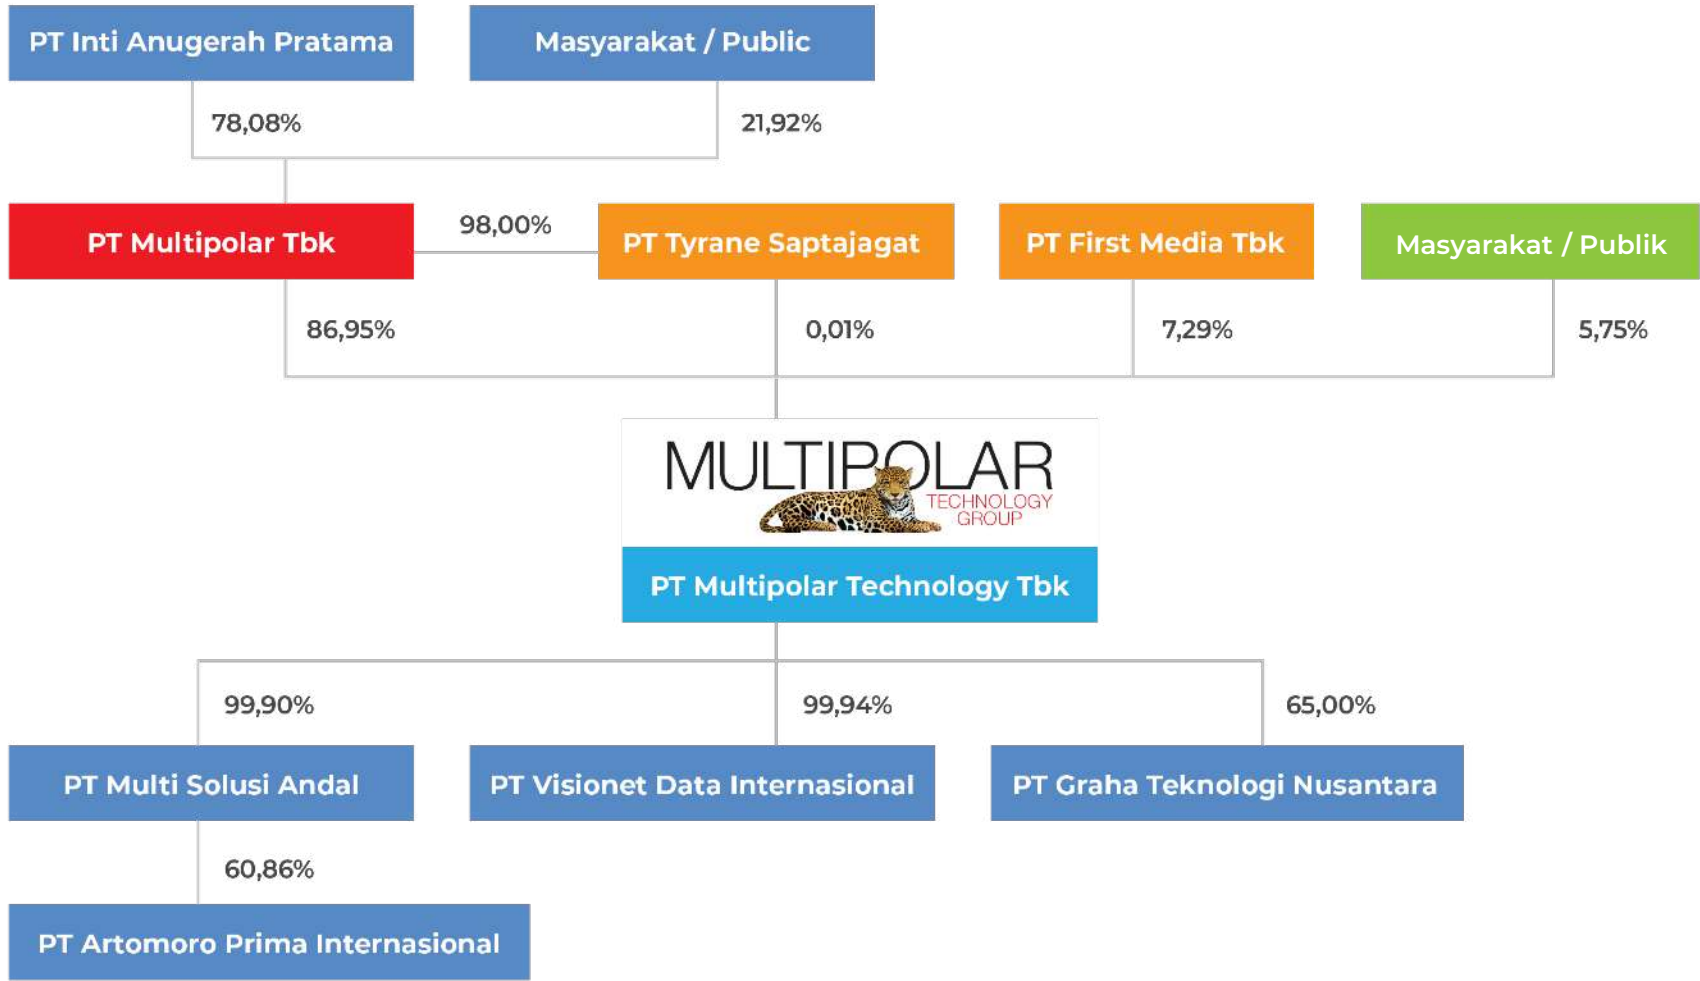 PT Inti Anugerah Pratama
Masyarakat / Public
78,08%
21,92%
PT Multipolar Tbk
98,00%
PT Tyrane Saptajagat
PT First Media Tbk
Masyarakat / Publik
86,95%
0,01%
7,29%
5,75%
MULTIPOLAR
TECHNOLOGY
GROUP
PT Multipolar Technology Tbk
99,90%
99,94%
65,00%
PT Multi Solusi Andal
PT Visionet Data Internasional
PT Graha Teknologi Nusantara
60,86%
PT Artomoro Prima Internasional